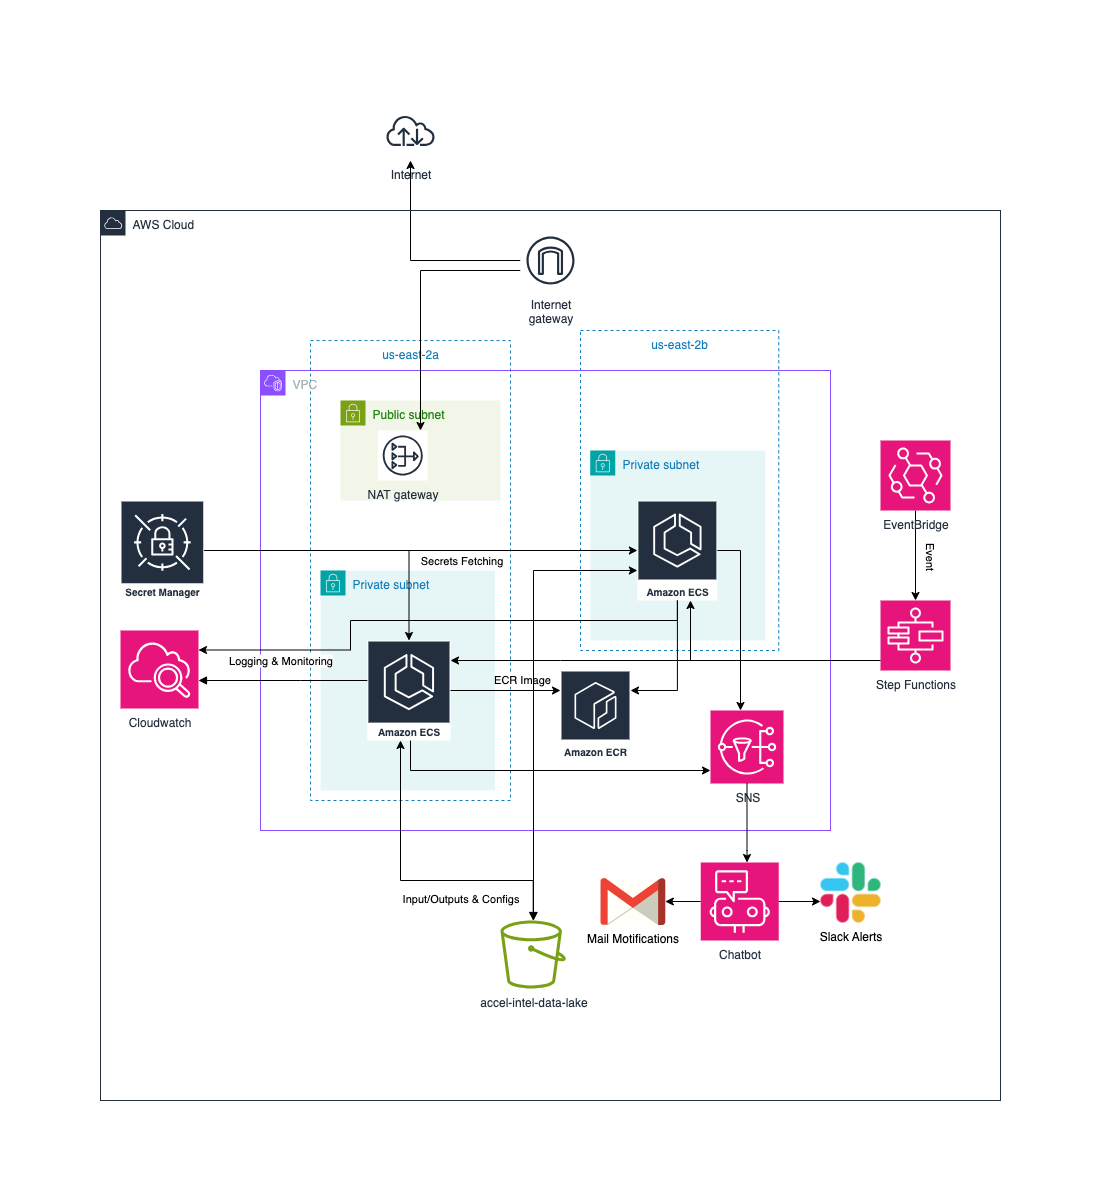 Internet
AWS Cloud
Internet
gateway
us-east-2a
us-east-2b
VPC
Public subnet
NAT gateway
Private subnet
EventBridge
Event
Secret Manager
Secrets Fetching
Private subnet
Amazon ECS
Logging & Monitoring
ECR Image
Step Functions
Cloudwatch
Amazon ECS
Amazon ECR
SNS
Input/Outputs & Configs
Mail Motifications
Slack Alerts
Chatbot
accel-intel-data-lake